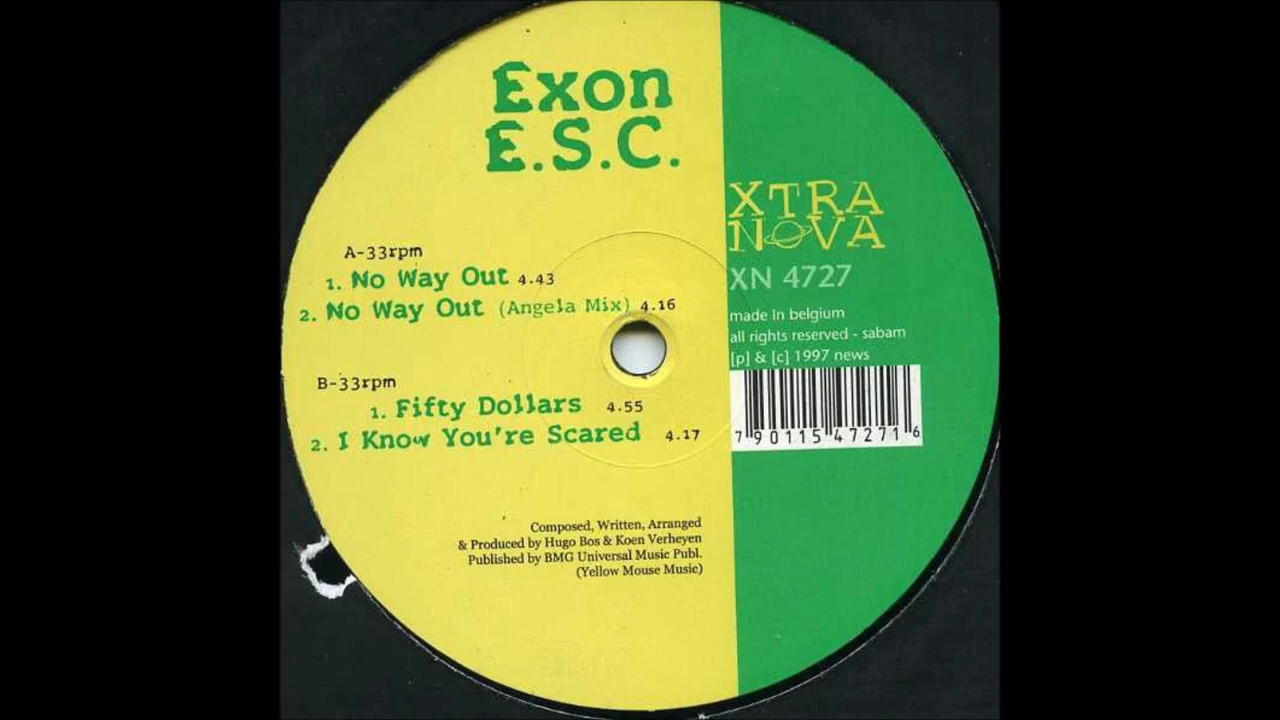 Exon
E.S.C.
A-33rpm
1. No Way Out 4.43
2. No Way Out (Angela Mix) 4.16
B-33rpm
1. Fifty Dollars 4.55
2. I Know You're Scared 4.17
Composed, Written, Arranged
& Produced by Hugo Bos & Koen Verheyen
Published by BMG Universal Music Publ.
(Yellow Mouse Music)
XTRA
NOVA
XN 4727
made In belgium
all rights reserved - sabam
[p] & [c] 1997 news
7 90115 47271 6